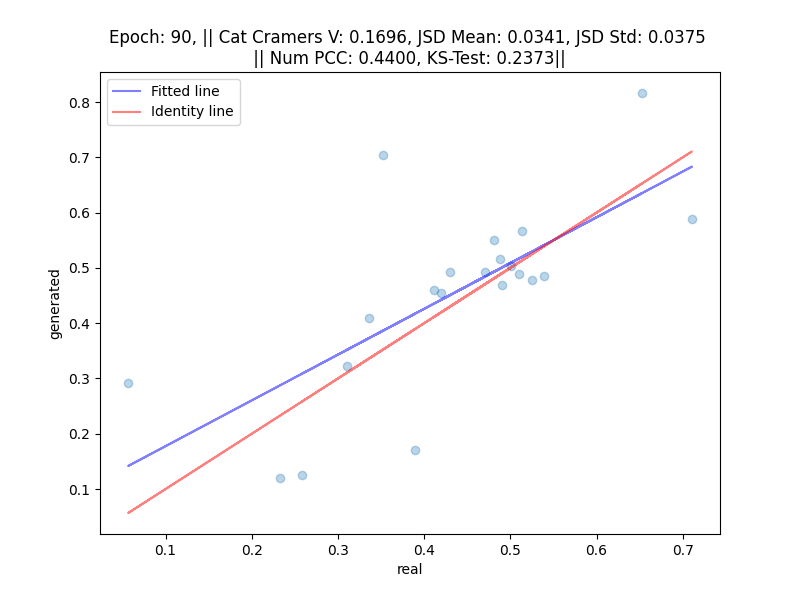 Epoch: 90, || Cat Cramers V: 0.1696, JSD Mean: 0.0341, JSD Std: 0.0375
|| Num PCC: 0.4400, KS-Test: 0.2373||
Fitted line
Identity line
0.8
0.7
0.6
0.5
0.4
0.3
0.2
0.1
generated
0.1 0.2 0.3 0.4 0.5 0.6 0.7
real